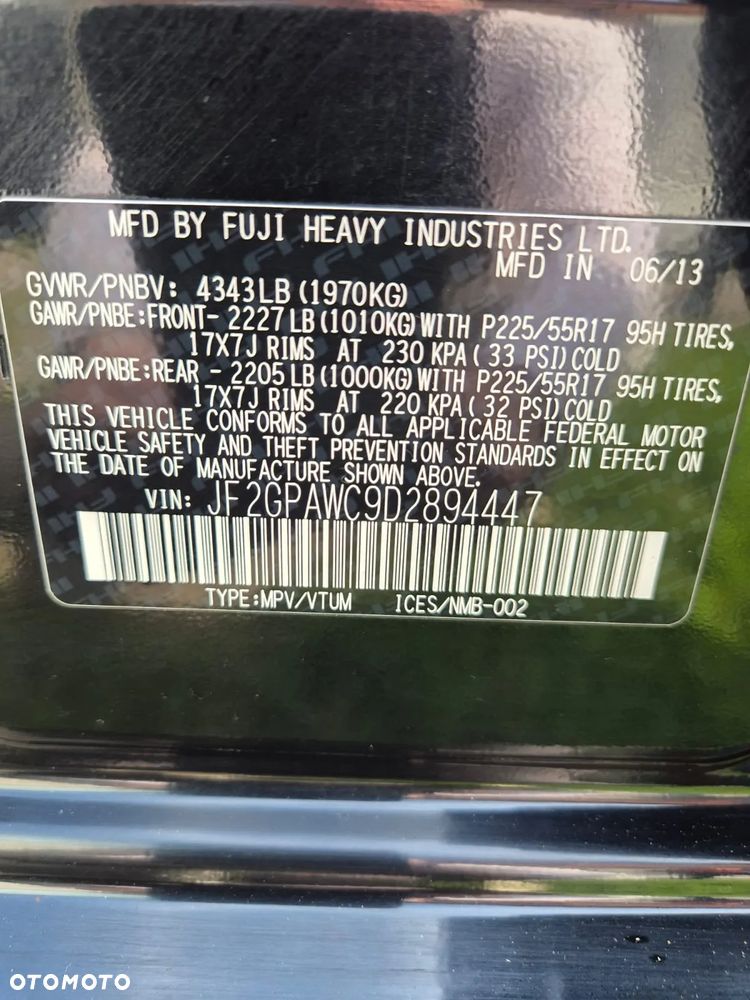 MFD BY FUJI HEAVY INDUSTRIES LTD.
MFD IN 06/13
GVWR/PNBV: 4343LB(1970KG)
GAWR/PNBE:FRONT- 2227LB(1010KG)WITH P225/55R17 95H TIRES,
17X7J RIMS AT 230 KPA( 33 PSI)COLD
GAWR/PNBE:REAR - 2205LB(1000KG)WITH P225/55R17 95H TIRES,
17X7J RIMS AT 220 KPA( 32 PSI)COLD
THIS VEHICLE CONFORMS TO ALL APPLICABLE FEDERAL MOTOR
VEHICLE SAFETY AND THEFT PREVENTION STANDARDS IN EFFECT ON
THE DATE OF MANUFACTURE SHOWN ABOVE.
VIN: JF2GPAWC9D2894447
TYPE:MPV/VTUM ICES/NMB-002
OTOMOTO